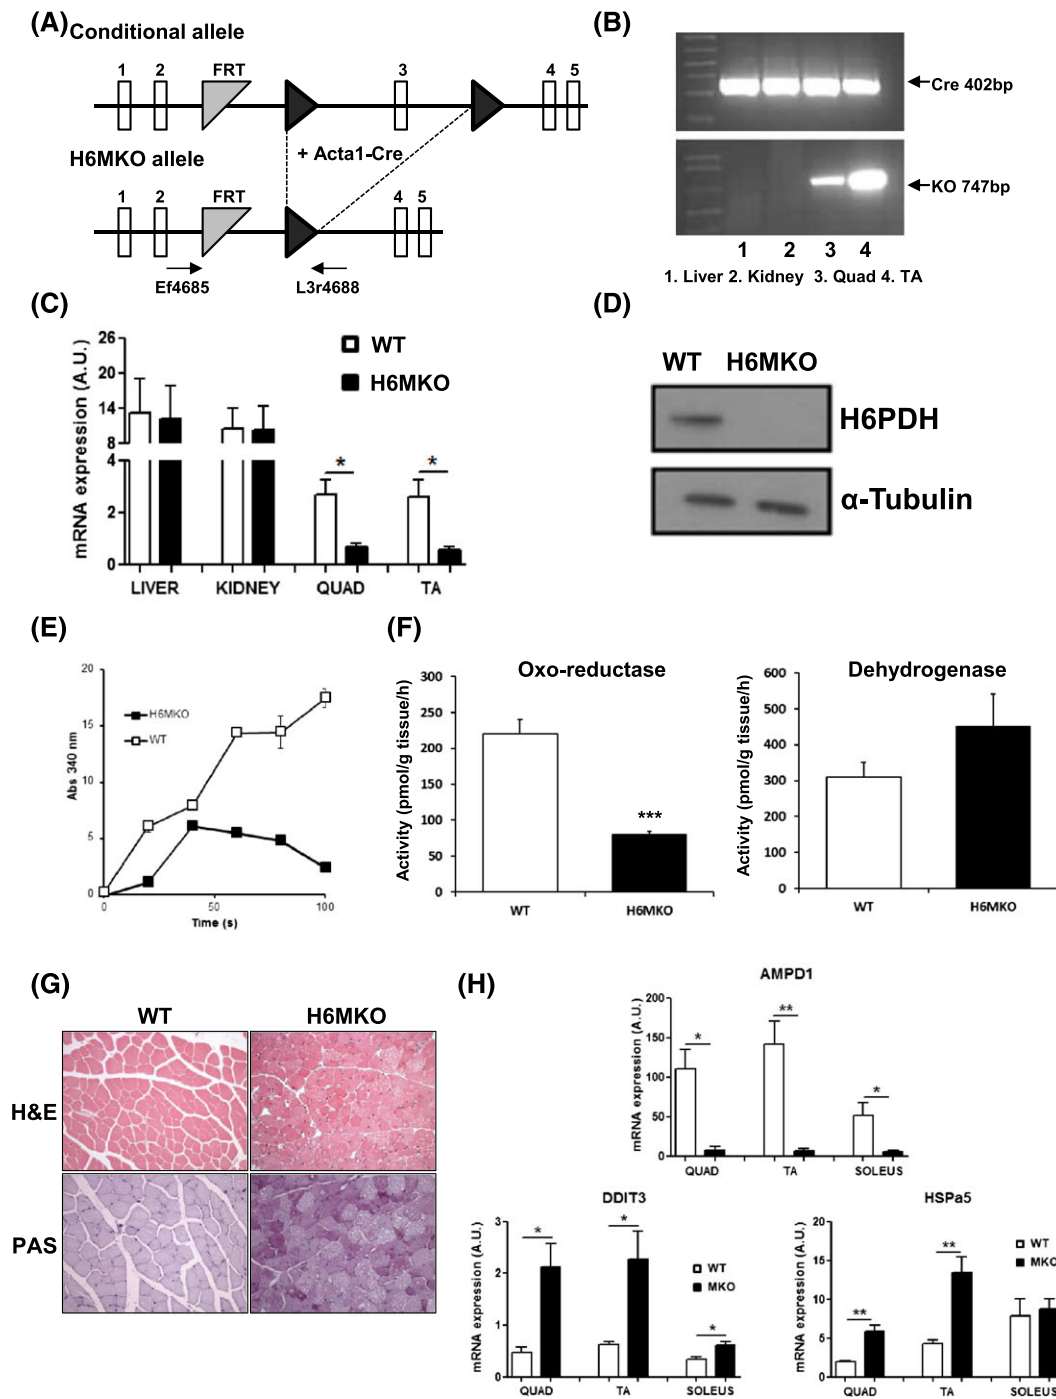 (A)
Conditional allele
1 2 FRT 3 4 5
+ Acta1-Cre
H6MKO allele
1 2 FRT 4 5
Ef4685 L3r4688
(B)
Cre 402bp
KO 747bp
1 2 3 4
1. Liver 2. Kidney 3. Quad 4. TA
(C)
mRNA expression (A.U.)
26
20
14
8
4
2
0
WT
H6MKO
* *
LIVER KIDNEY QUAD TA
(D)
WT H6MKO
H6PDH
α-Tubulin
(E)
Abs 340 nm
20
15
10
5
0
H6MKO
WT
0 50 100
Time (s)
(F)
Oxo-reductase
Activity (pmol/g tissue/h)
300
250
200
150
100
50
0
***
WT H6MKO
Dehydrogenase
Activity (pmol/g tissue/h)
600
500
400
300
200
100
0
WT H6MKO
(G)
WT H6MKO
H&E
PAS
(H)
AMPD1
mRNA expression (A.U.)
200
150
100
50
0
* ** *
QUAD TA SOLEUS
DDIT3
mRNA expression (A.U.)
3
2
1
0
* * *
WT
MKO
QUAD TA SOLEUS
HSPa5
mRNA expression (A.U.)
20
15
10
5
0
** **
WT
MKO
QUAD TA SOLEUS